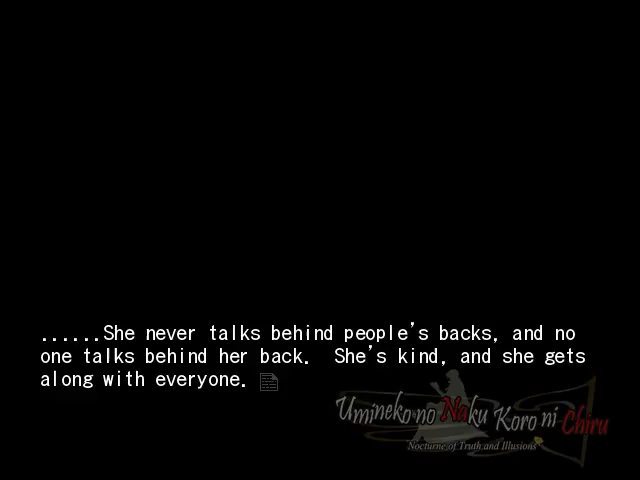 ......She never talks behind people's backs, and no
one talks behind her back.  She's kind, and she gets
along with everyone.
Umineko no Naku Koro ni Chiru
Nocturne of Truth and Illusions